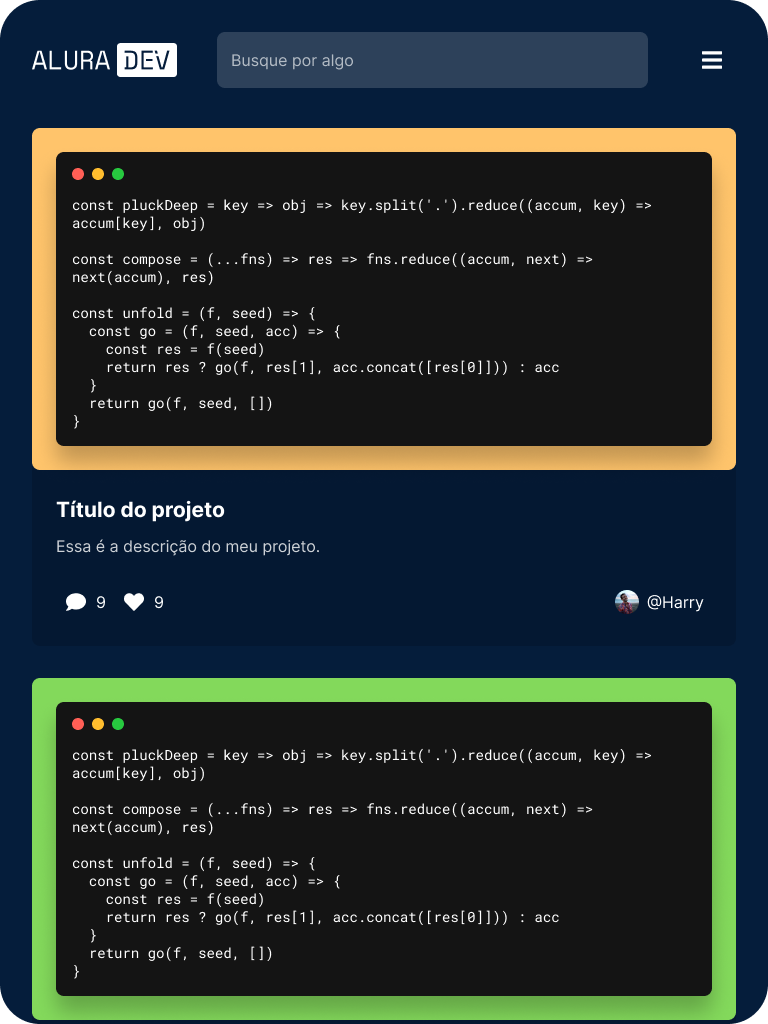 ALURA DEV
Busque por algo
const pluckDeep = key => obj => key.split('.').reduce((accum, key) =>
accum[key], obj)
const compose = (...fns) => res => fns.reduce((accum, next) =>
next(accum), res)
const unfold = (f, seed) => {
  const go = (f, seed, acc) => {
    const res = f(seed)
    return res ? go(f, res[1], acc.concat([res[0]])) : acc
  }
  return go(f, seed, [])
}
Título do projeto
Essa é a descrição do meu projeto.
9 9 @Harry
const pluckDeep = key => obj => key.split('.').reduce((accum, key) =>
accum[key], obj)
const compose = (...fns) => res => fns.reduce((accum, next) =>
next(accum), res)
const unfold = (f, seed) => {
  const go = (f, seed, acc) => {
    const res = f(seed)
    return res ? go(f, res[1], acc.concat([res[0]])) : acc
  }
  return go(f, seed, [])
}